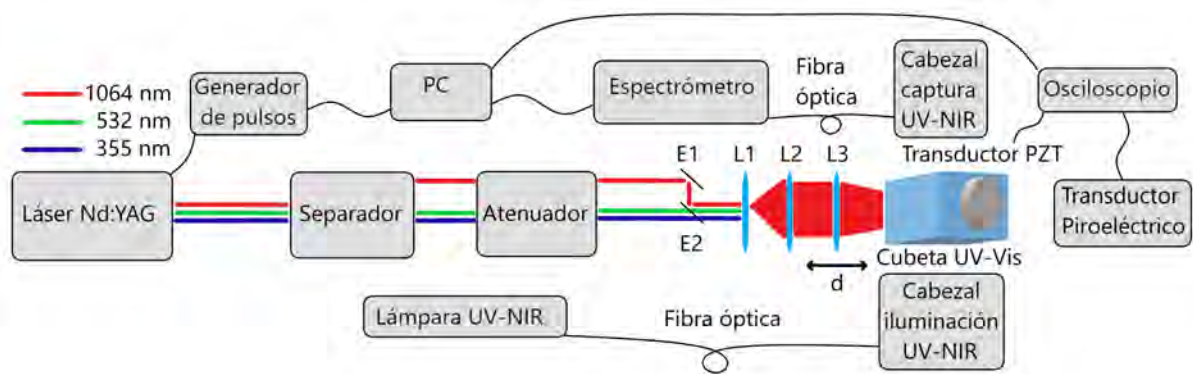 1064 nm
532 nm
355 nm
Generador
de pulsos
PC
Espectrómetro
Fibra
óptica
Cabezal
captura
UV-NIR
Osciloscopio
Láser Nd:YAG
Separador
Atenuador
E1
E2
L1
L2
L3
d
Transductor PZT
Cubeta UV-Vis
Transductor
Piroeléctrico
Lámpara UV-NIR
Fibra óptica
Cabezal
iluminación
UV-NIR